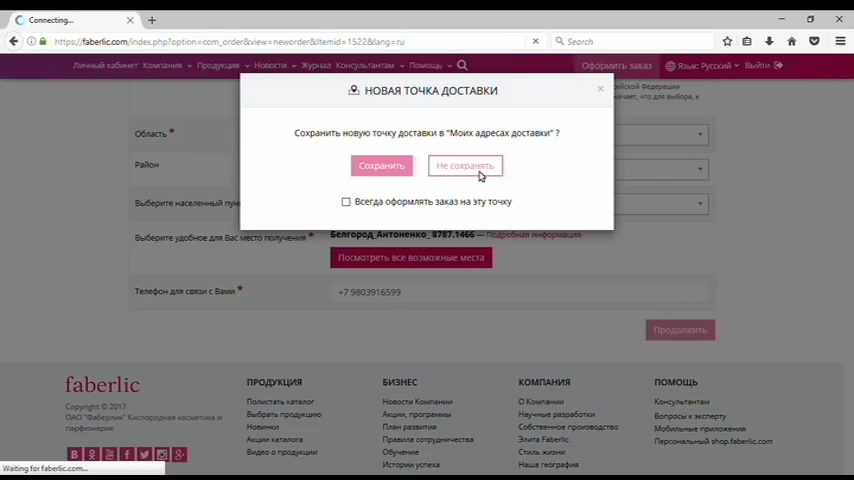 Connecting...
https://faberlic.com/index.php?option=com_order&view=neworder&Itemid=1522&lang=ru
Search
Личный кабинет Компания Продукция Новости Журнал Консультантам Помощь Оформить заказ Язык: Русский Выйти
НОВАЯ ТОЧКА ДОСТАВКИ
Сохранить новую точку доставки в "Моих адресах доставки" ?
Сохранить Не сохранять
Всегда оформлять заказ на эту точку
Область *
Район
Выберите населенный
Выберите удобное для Вас место получения *
Белгород_Антоненко_ 8787.1466 — Подробная информация
Посмотреть все возможные места
Телефон для связи с Вами *
+7 9803916599
Продолжить
faberlic
Copyright © 2017
ОАО "Фаберлик" Кислородная косметика и
парфюмерия
ПРОДУКЦИЯ
Полистать каталог
Выбрать продукцию
Новинки
Акции каталога
Видео о продукции
БИЗНЕС
Новости Компании
Акции, программы
План развития
Правила сотрудничества
Обучение
Истории успеха
КОМПАНИЯ
О Компании
Научные разработки
Собственное производство
Элита Faberlic
Стиль жизни
Наша география
ПОМОЩЬ
Консультантам
Вопросы к эксперту
Мобильные приложения
Персональный shop.faberlic.com
Waiting for faberlic.com...